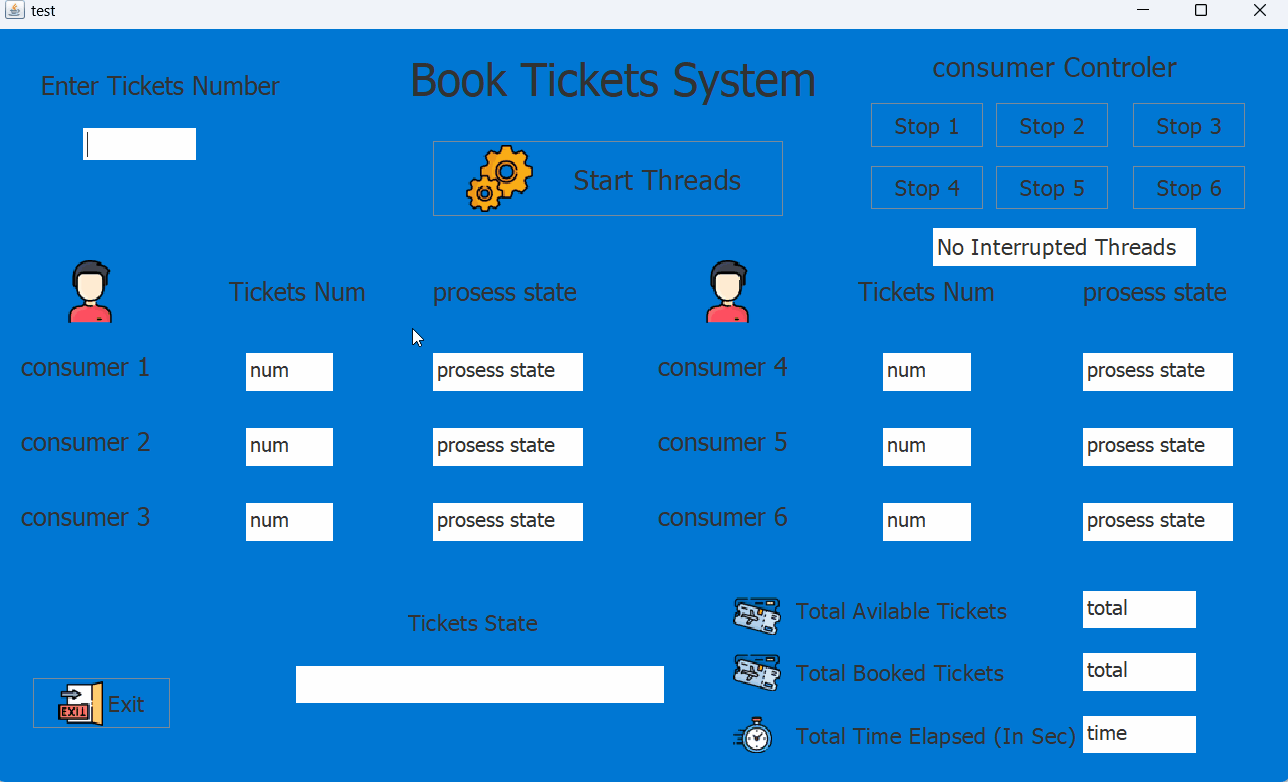 test
Enter Tickets Number
Book Tickets System
consumer Controler
Stop 1 Stop 2 Stop 3
Start Threads
Stop 4 Stop 5 Stop 6
No Interrupted Threads
Tickets Num prosess state Tickets Num prosess state
consumer 1 num prosess state consumer 4 num prosess state
consumer 2 num prosess state consumer 5 num prosess state
consumer 3 num prosess state consumer 6 num prosess state
Tickets State
Total Avilable Tickets total
Total Booked Tickets total
EXIT Exit
Total Time Elapsed (In Sec) time